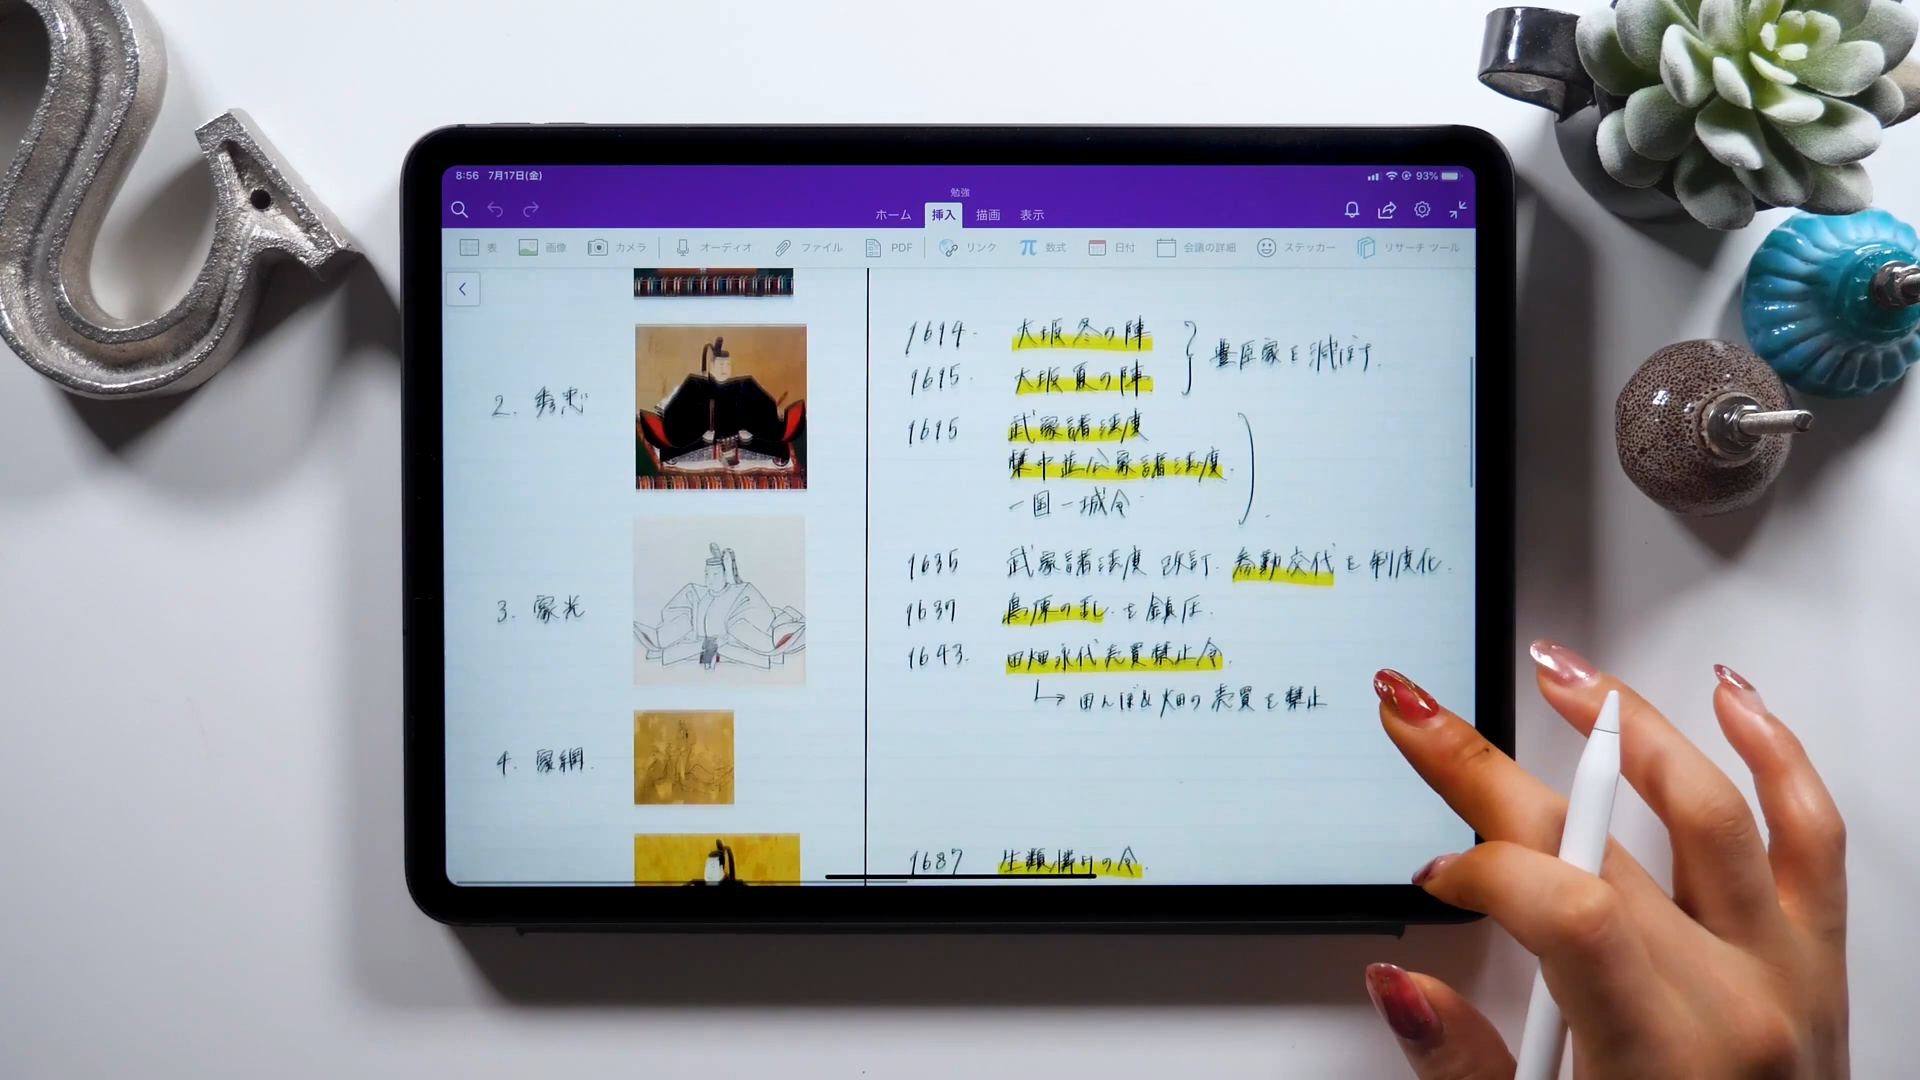 8:56 7月17日(金)
93%
勉強
ホーム 挿入 描画 表示
表 画像 カメラ オーディオ ファイル PDF リンク 数式 日付 会議の詳細 ステッカー リサーチ ツール
1614. 大坂冬の陣
豊臣家を滅ぼす.
1615. 大坂夏の陣
2. 秀忠
1615 武家諸法度
禁中並公家諸法度.
一国一城令
1635 武家諸法度 改訂. 参勤交代を制度化.
3. 家光
1637 島原の乱を鎮圧.
1643. 田畑永代売買禁止令.
↳ 田んぼ&畑の売買を禁止
4. 家綱.
1687 生類憐りの令.